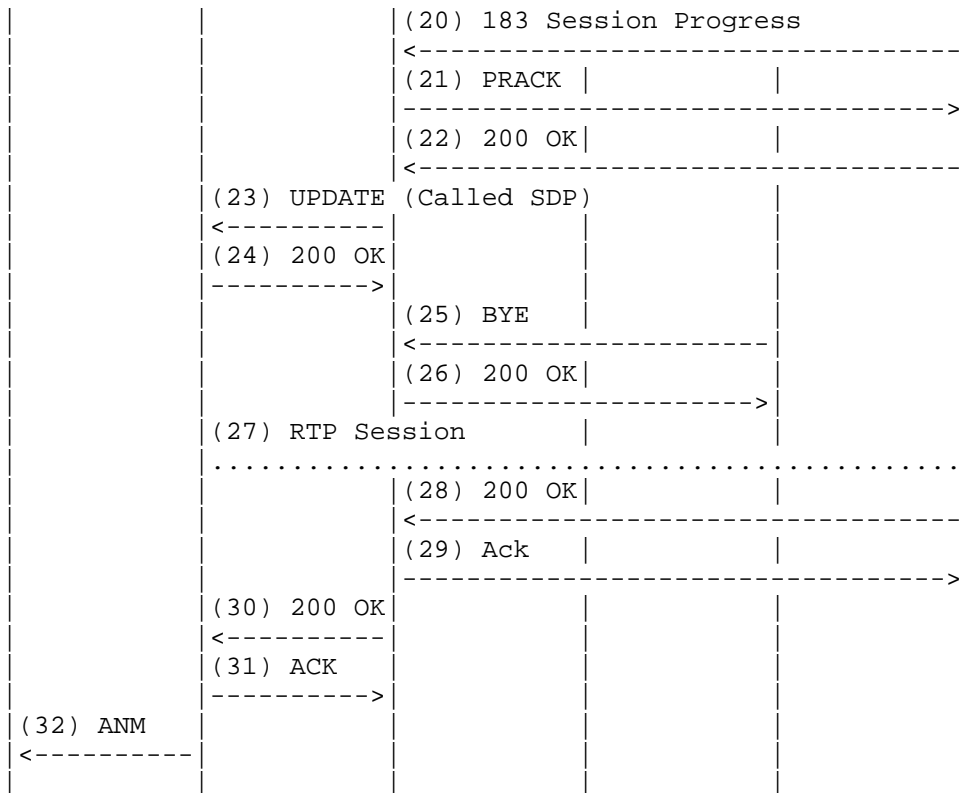 (20) 183 Session Progress
(21) PRACK
(22) 200 OK
(23) UPDATE (Called SDP)
(24) 200 OK
(25) BYE
(26) 200 OK
(27) RTP Session
(28) 200 OK
(29) Ack
(30) 200 OK
(31) ACK
(32) ANM